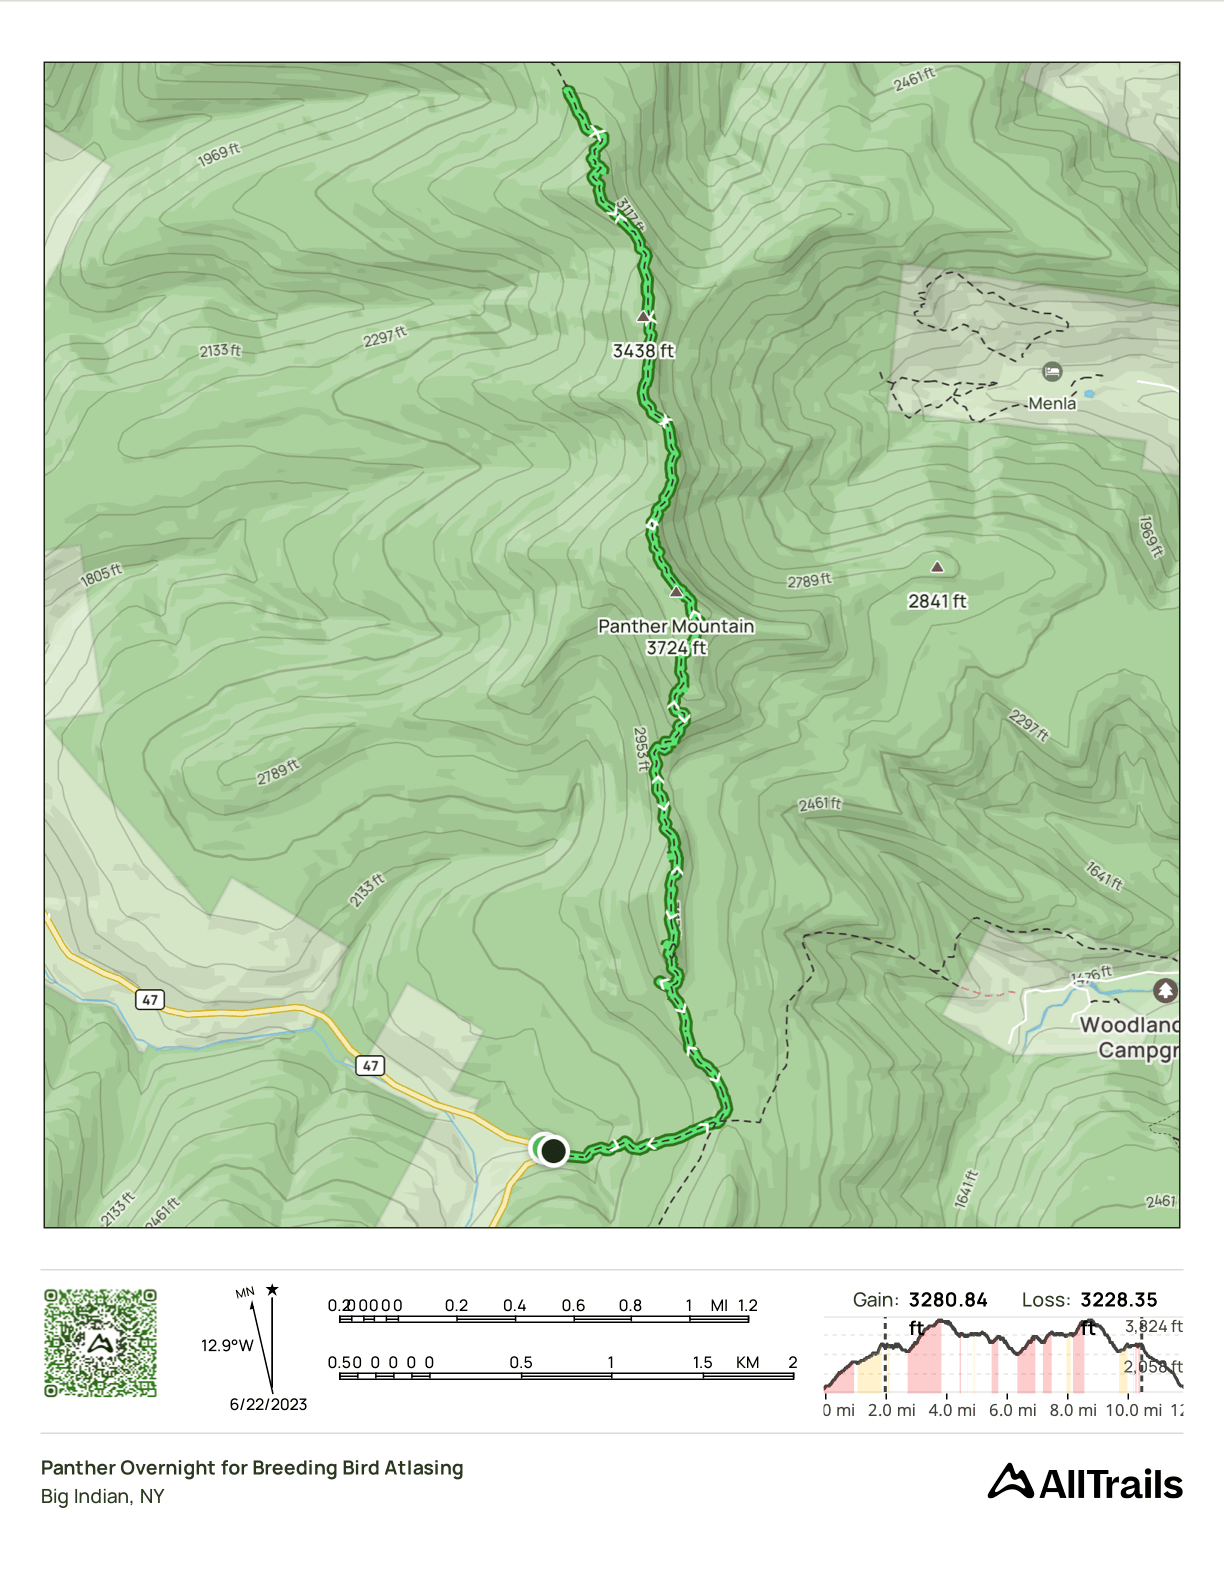 2461 ft
1969 ft
3117 ft
2297 ft
2133 ft
3438 ft
Menla
1969 ft
1805 ft
2789 ft
2841 ft
Panther Mountain
3724 ft
2297 ft
2953 ft
2789 ft
2461 ft
1641 ft
2133 ft
1476 ft
47
Woodland
Campgr
47
1641 ft
2133 ft
2461 ft
2461
MN
12.9°W
6/22/2023
0.2 0 0 0 0 0 0.2 0.4 0.6 0.8 1 MI 1.2
0.5 0 0 0 0 0 0.5 1 1.5 KM 2
Gain: 3280.84 ft Loss: 3228.35 ft
3,824 ft
2,058 ft
0 mi 2.0 mi 4.0 mi 6.0 mi 8.0 mi 10.0 mi 12
Panther Overnight for Breeding Bird Atlasing
Big Indian, NY
AllTrails